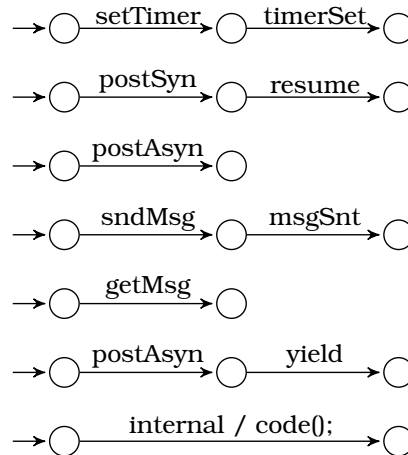 setTimer timerSet
postSyn resume
postAsyn
sndMsg msgSnt
getMsg
postAsyn yield
internal / code();